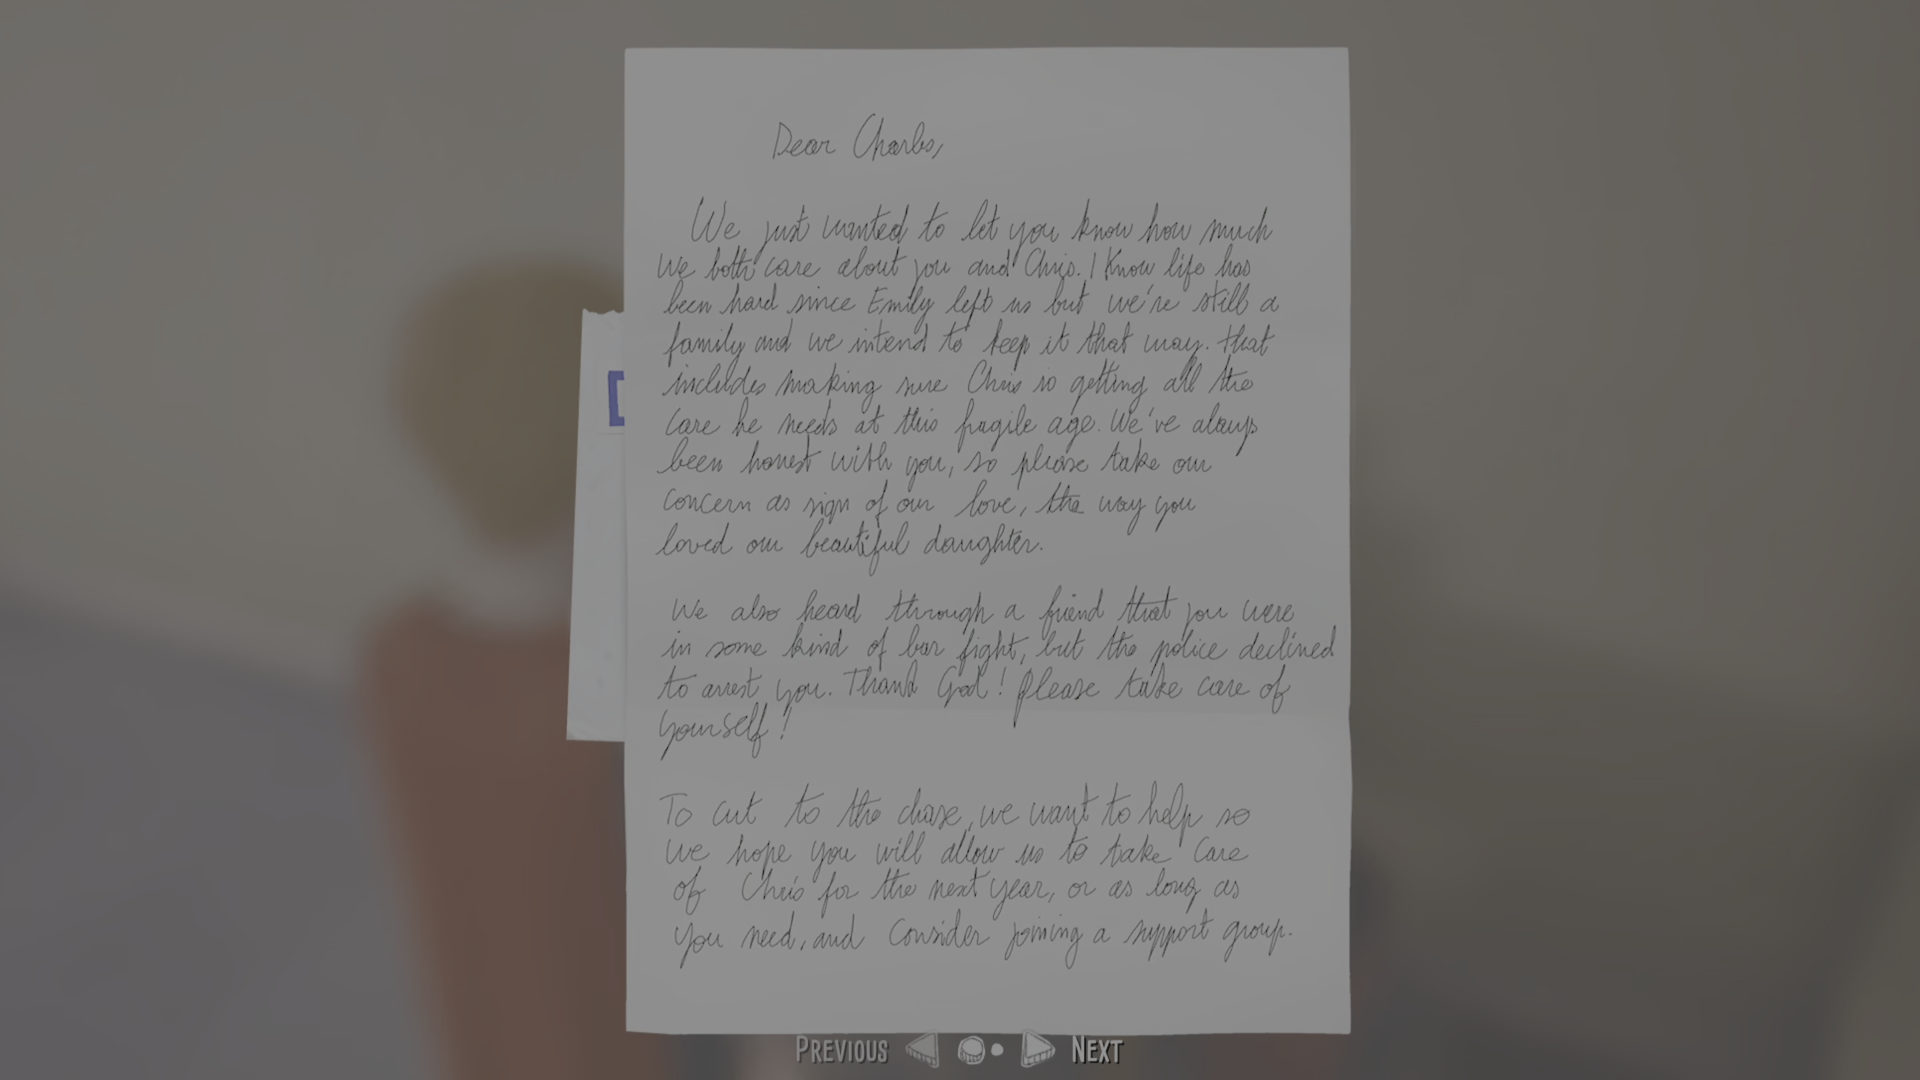 Dear Charles,
We just wanted to let you know how much
we both care about you and Chris. I know life has
been hard since Emily left us but we're still a
family and we intend to keep it that way. That
includes making sure Chris is getting all the
care he needs at this fragile age. We've always
been honest with you, so please take our
concern as sign of our love, the way you
loved our beautiful daughter.
We also heard through a friend that you were
in some kind of bar fight, but the police declined
to arrest you. Thank God! please take care of
yourself!
To cut to the chase, we want to help so
we hope you will allow us to take care
of Chris for the next year, or as long as
you need, and consider joining a support group.
PREVIOUS NEXT